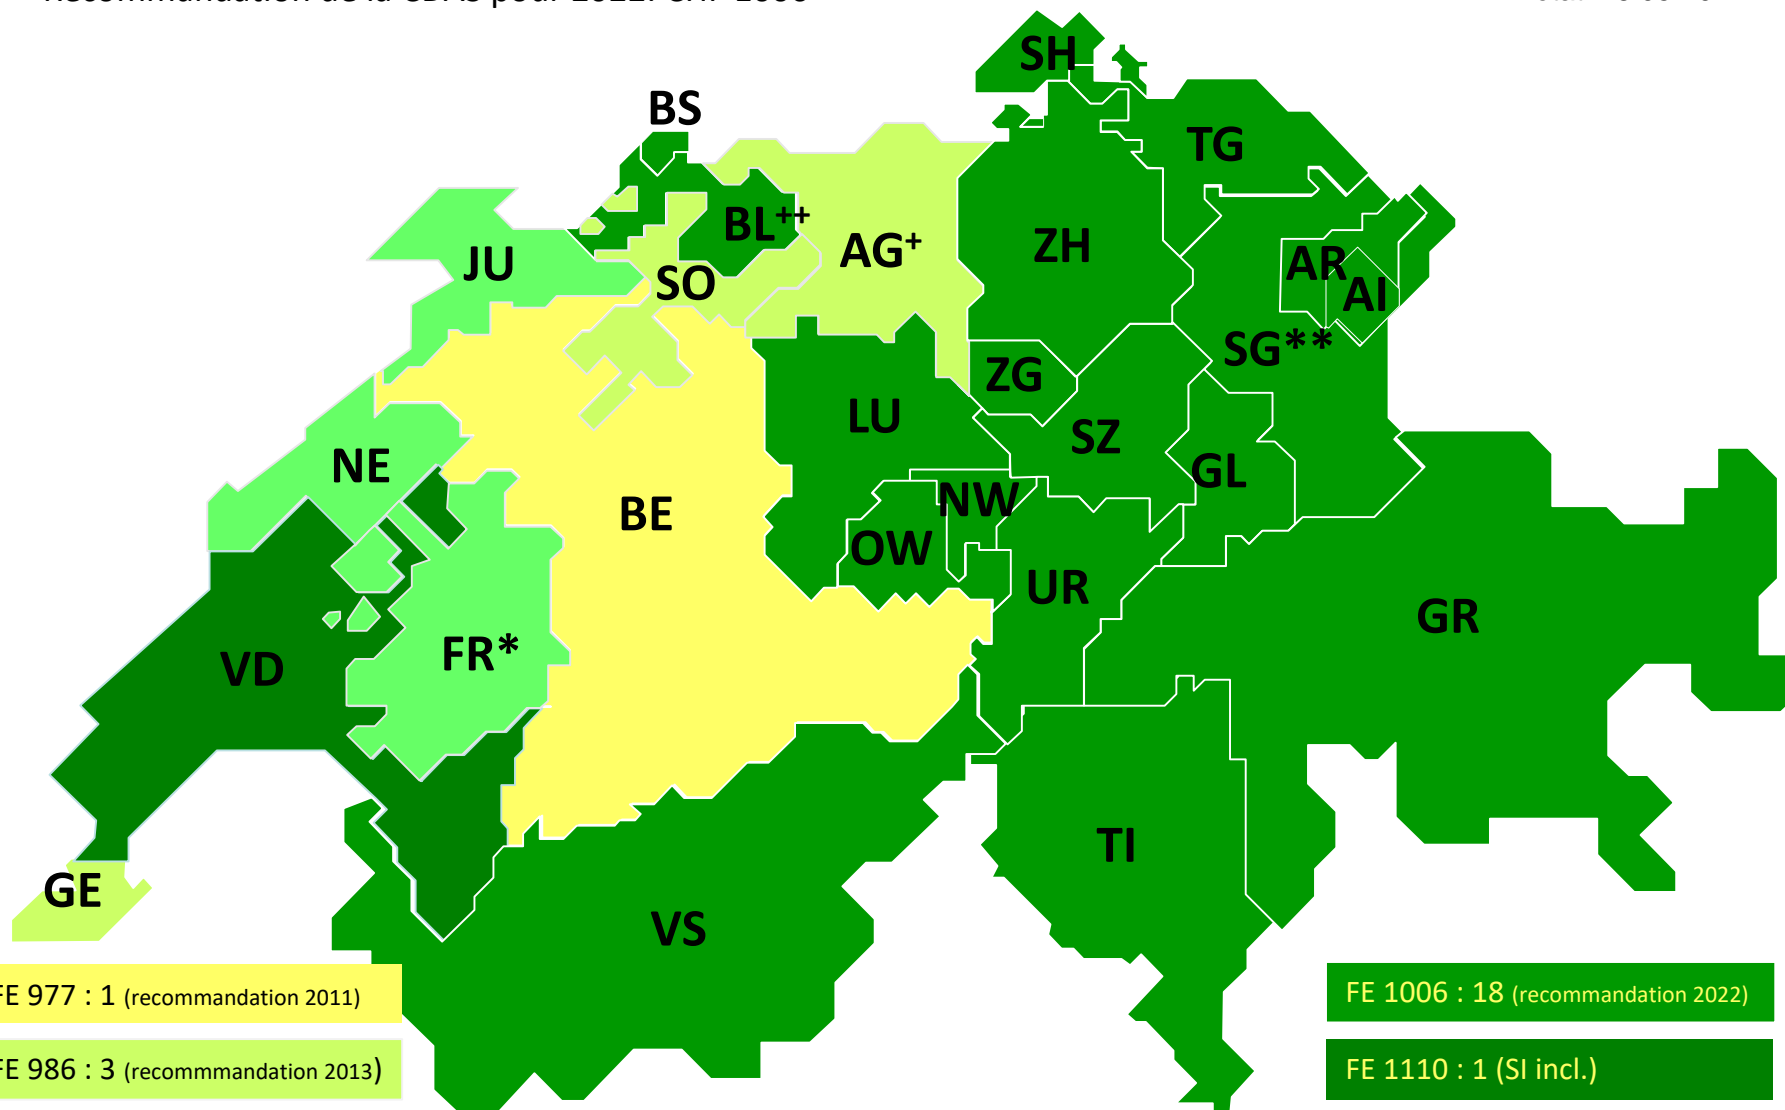 SH
BS
TG
BL++
AG+
ZH
JU
SO
AR
AI
SG**
ZG
LU
SZ
NE
GL
BE
NW
OW
UR
GR
FR*
VD
TI
GE
VS
FE 977 : 1 (recommandation 2011)
FE 1006 : 18 (recommandation 2022)
FE 986 : 3 (recommmandation 2013)
FE 1110 : 1 (SI incl.)